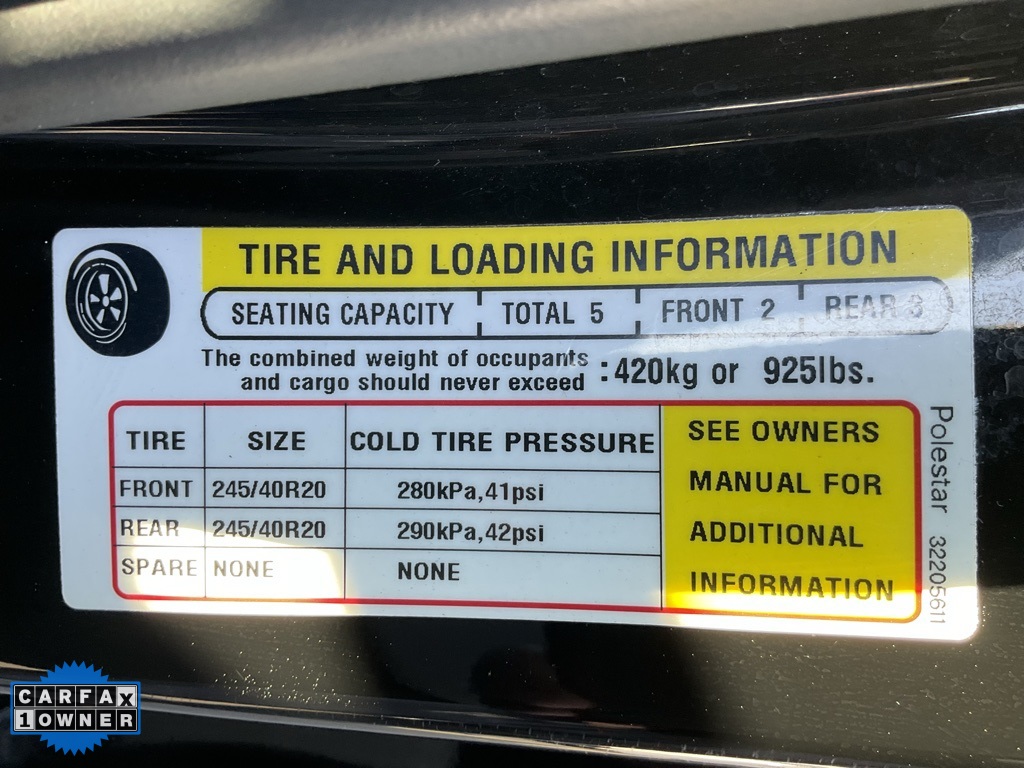 TIRE AND LOADING INFORMATION
SEATING CAPACITY TOTAL 5 FRONT 2 REAR 3
The combined weight of occupants
and cargo should never exceed :420kg or 925lbs.
TIRE SIZE COLD TIRE PRESSURE
FRONT 245/40R20 280kPa,41psi
REAR 245/40R20 290kPa,42psi
SPARE NONE NONE
SEE OWNERS
MANUAL FOR
ADDITIONAL
INFORMATION
Polestar 32205611
CARFAX
1 OWNER